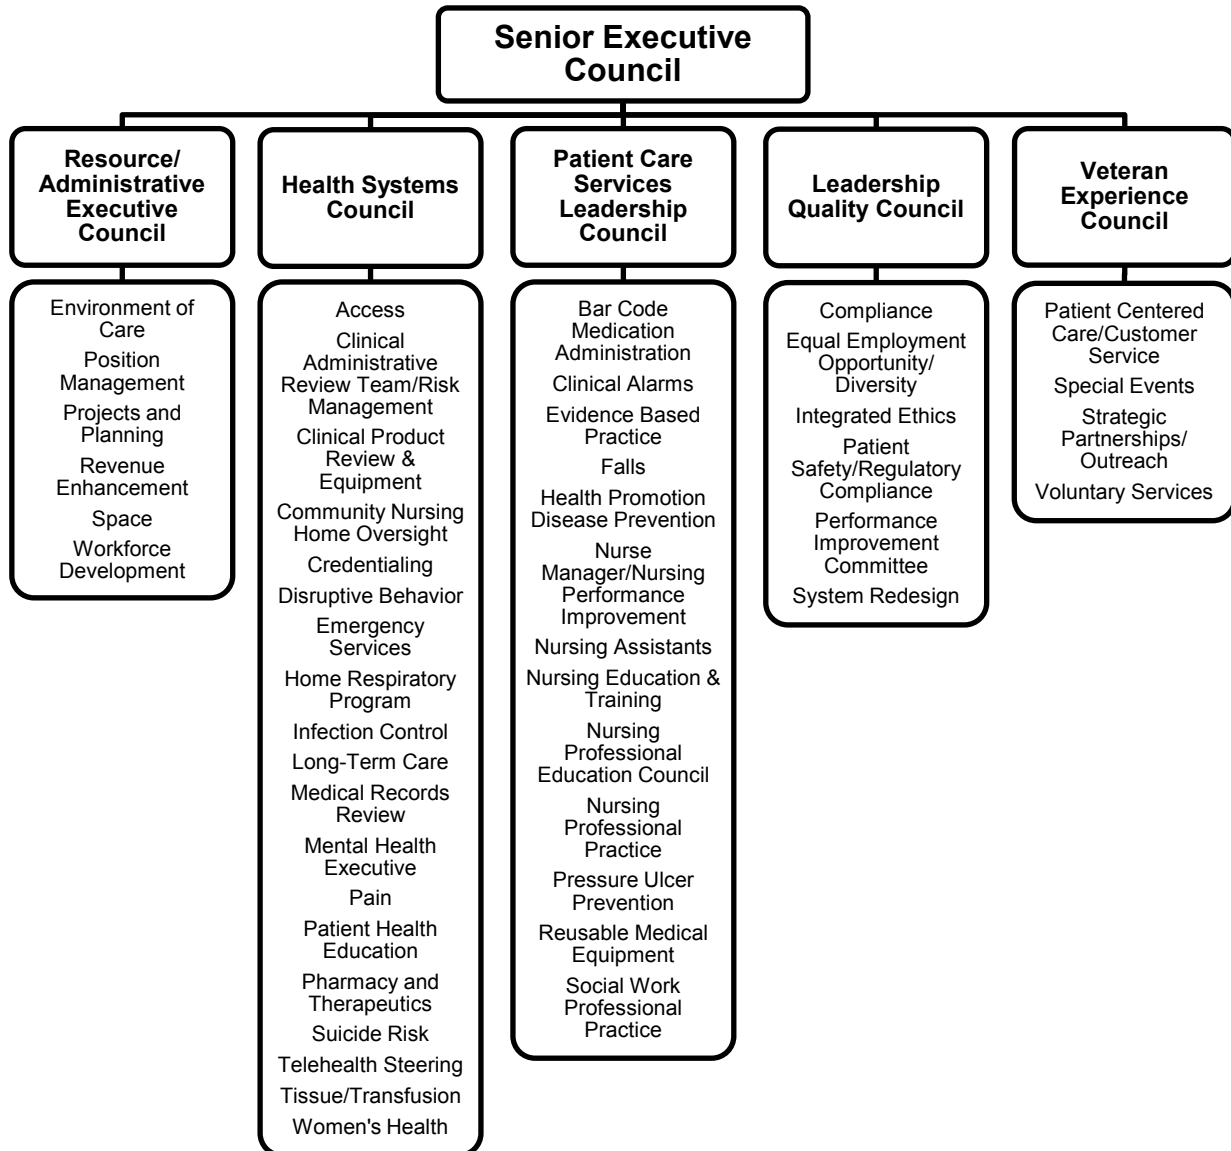 Senior Executive
Council
Resource/
Administrative
Executive
Council
Health Systems
Council
Patient Care
Services
Leadership
Council
Leadership
Quality Council
Veteran
Experience
Council
Environment of
Care
Position
Management
Projects and
Planning
Revenue
Enhancement
Space
Workforce
Development
Access
Clinical
Administrative
Review Team/Risk
Management
Clinical Product
Review &
Equipment
Community Nursing
Home Oversight
Credentialing
Disruptive Behavior
Emergency
Services
Home Respiratory
Program
Infection Control
Long-Term Care
Medical Records
Review
Mental Health
Executive
Pain
Patient Health
Education
Pharmacy and
Therapeutics
Suicide Risk
Telehealth Steering
Tissue/Transfusion
Women's Health
Bar Code
Medication
Administration
Clinical Alarms
Evidence Based
Practice
Falls
Health Promotion
Disease Prevention
Nurse
Manager/Nursing
Performance
Improvement
Nursing Assistants
Nursing Education &
Training
Nursing
Professional
Education Council
Nursing
Professional
Practice
Pressure Ulcer
Prevention
Reusable Medical
Equipment
Social Work
Professional
Practice
Compliance
Equal Employment
Opportunity/
Diversity
Integrated Ethics
Patient
Safety/Regulatory
Compliance
Performance
Improvement
Committee
System Redesign
Patient Centered
Care/Customer
Service
Special Events
Strategic
Partnerships/
Outreach
Voluntary Services